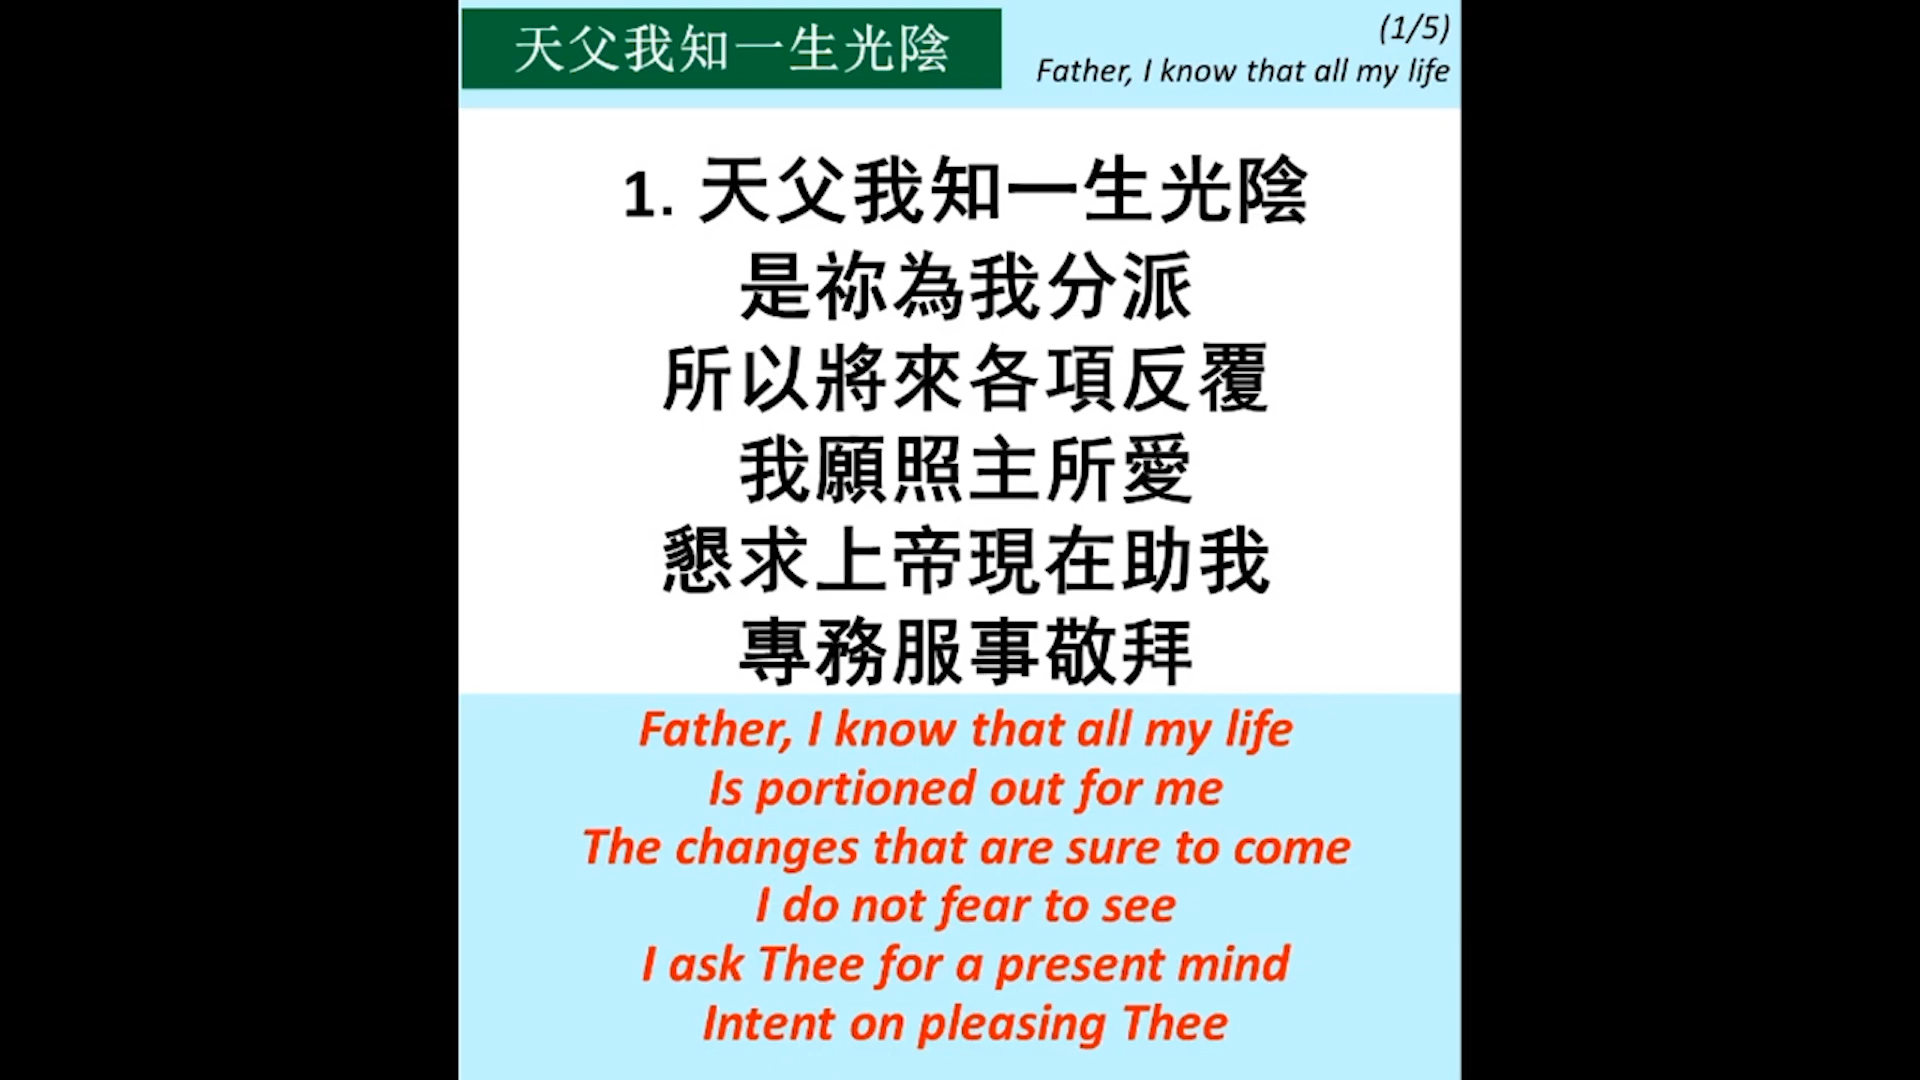 天父我知一生光陰
(1/5)
Father, I know that all my life
1. 天父我知一生光陰
是祢為我分派
所以將來各項反覆
我願照主所愛
懇求上帝現在助我
專務服事敬拜
Father, I know that all my life
Is portioned out for me
The changes that are sure to come
I do not fear to see
I ask Thee for a present mind
Intent on pleasing Thee